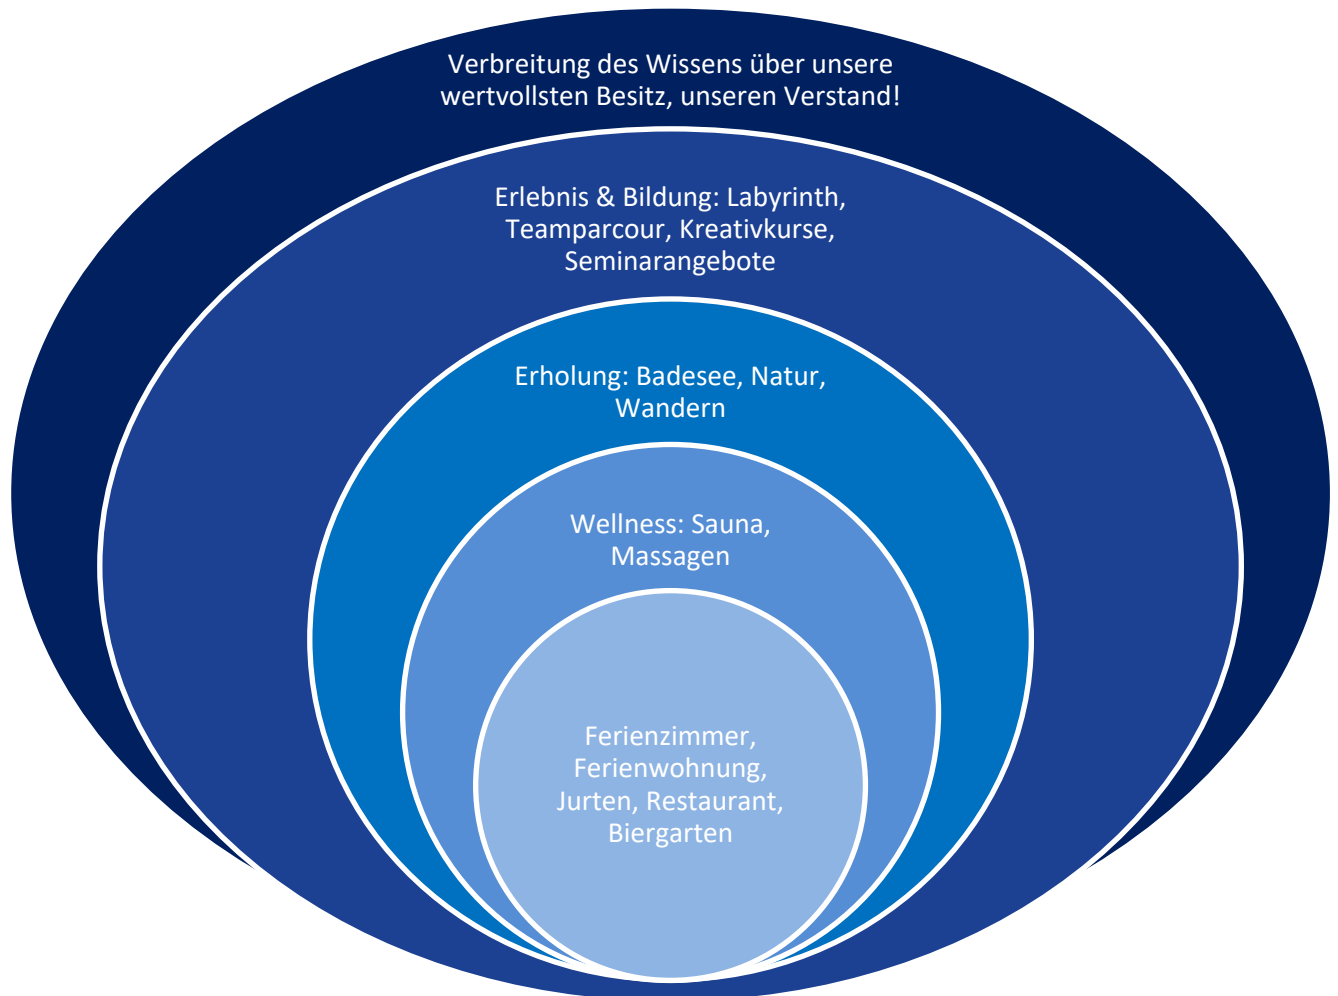 Verbreitung des Wissens über unsere
wertvollsten Besitz, unseren Verstand!
Erlebnis & Bildung: Labyrinth,
Teamparcour, Kreativkurse,
Seminarangebote
Erholung: Badesee, Natur,
Wandern
Wellness: Sauna,
Massagen
Ferienzimmer,
Ferienwohnung,
Jurten, Restaurant,
Biergarten